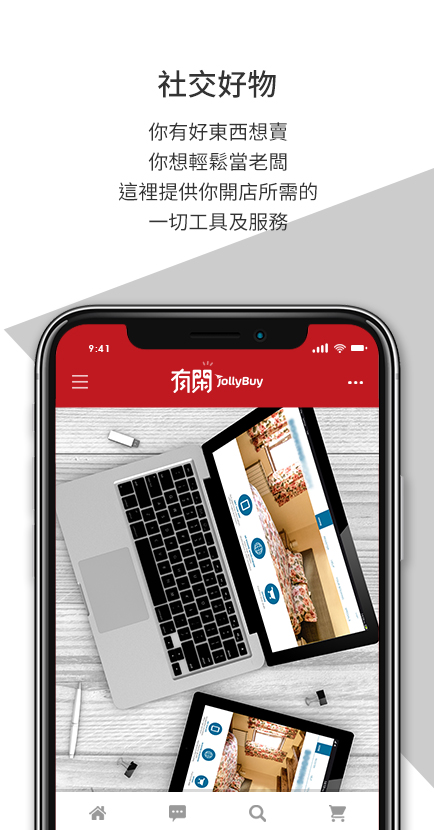 社交好物
你有好東西想賣
你想輕鬆當老闆
這裡提供你開店所需的
一切工具及服務
9:41
有閑 JollyBuy